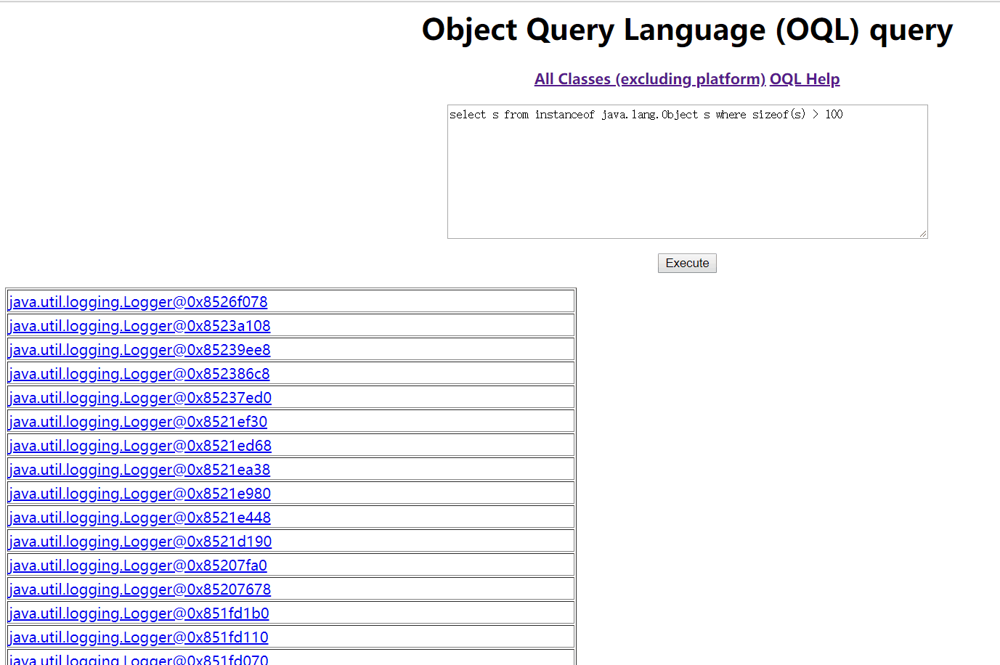 Object Query Language (OQL) query
All Classes (excluding platform) OQL Help
select s from instanceof java.lang.Object s where sizeof(s) > 100
Execute
java.util.logging.Logger@0x8526f078
java.util.logging.Logger@0x8523a108
java.util.logging.Logger@0x85239ee8
java.util.logging.Logger@0x852386c8
java.util.logging.Logger@0x85237ed0
java.util.logging.Logger@0x8521ef30
java.util.logging.Logger@0x8521ed68
java.util.logging.Logger@0x8521ea38
java.util.logging.Logger@0x8521e980
java.util.logging.Logger@0x8521e448
java.util.logging.Logger@0x8521d190
java.util.logging.Logger@0x85207fa0
java.util.logging.Logger@0x85207678
java.util.logging.Logger@0x851fd1b0
java.util.logging.Logger@0x851fd110
java.util.logging.Logger@0x851fd070